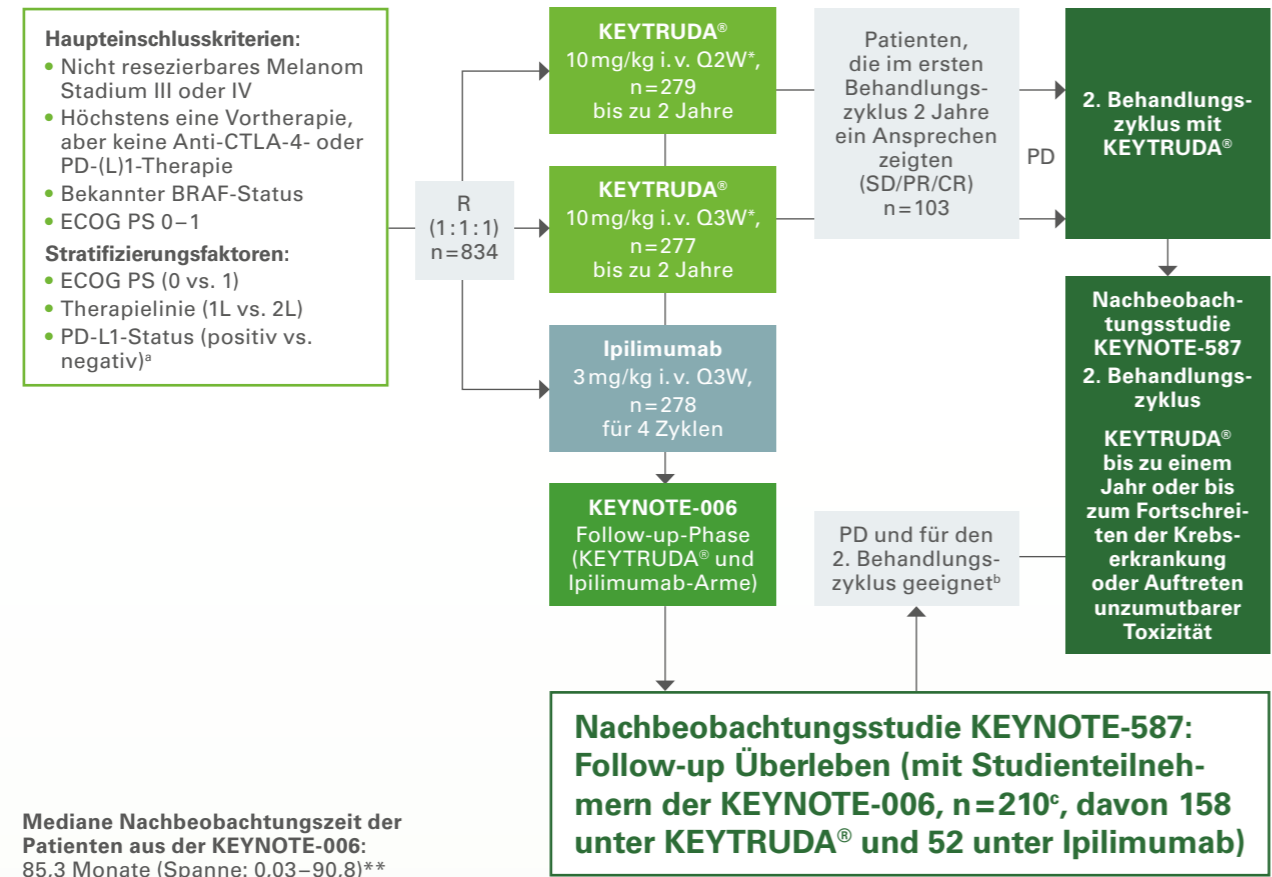 Haupteinschlusskriterien:
• Nicht resezierbares Melanom
Stadium III oder IV
• Höchstens eine Vortherapie,
aber keine Anti-CTLA-4- oder
PD-(L)1-Therapie
• Bekannter BRAF-Status
• ECOG PS 0–1
Stratifizierungsfaktoren:
• ECOG PS (0 vs. 1)
• Therapielinie (1L vs. 2L)
• PD-L1-Status (positiv vs.
negativ)ᵃ
R
(1:1:1)
n=834
KEYTRUDA®
10 mg/kg i.v. Q2W*,
n=279
bis zu 2 Jahre
KEYTRUDA®
10 mg/kg i.v. Q3W*,
n=277
bis zu 2 Jahre
Ipilimumab
3 mg/kg i.v. Q3W,
n=278
für 4 Zyklen
KEYNOTE-006
Follow-up-Phase
(KEYTRUDA® und
Ipilimumab-Arme)
Patienten,
die im ersten
Behandlungs-
zyklus 2 Jahre
ein Ansprechen
zeigten
(SD/PR/CR)
n=103
PD
2. Behandlungs-
zyklus mit
KEYTRUDA®
Nachbeobach-
tungsstudie
KEYNOTE-587
2. Behandlungs-
zyklus
KEYTRUDA®
bis zu einem
Jahr oder bis
zum Fortschrei-
ten der Krebs-
erkrankung
oder Auftreten
unzumutbarer
Toxizität
PD und für den
2. Behandlungs-
zyklus geeignetᵇ
Nachbeobachtungsstudie KEYNOTE-587:
Follow-up Überleben (mit Studienteilneh-
mern der KEYNOTE-006, n=210ᶜ, davon 158
unter KEYTRUDA® und 52 unter Ipilimumab)
Mediane Nachbeobachtungszeit der
Patienten aus der KEYNOTE-006:
85,3 Monate (Spanne: 0,03–90,8)**